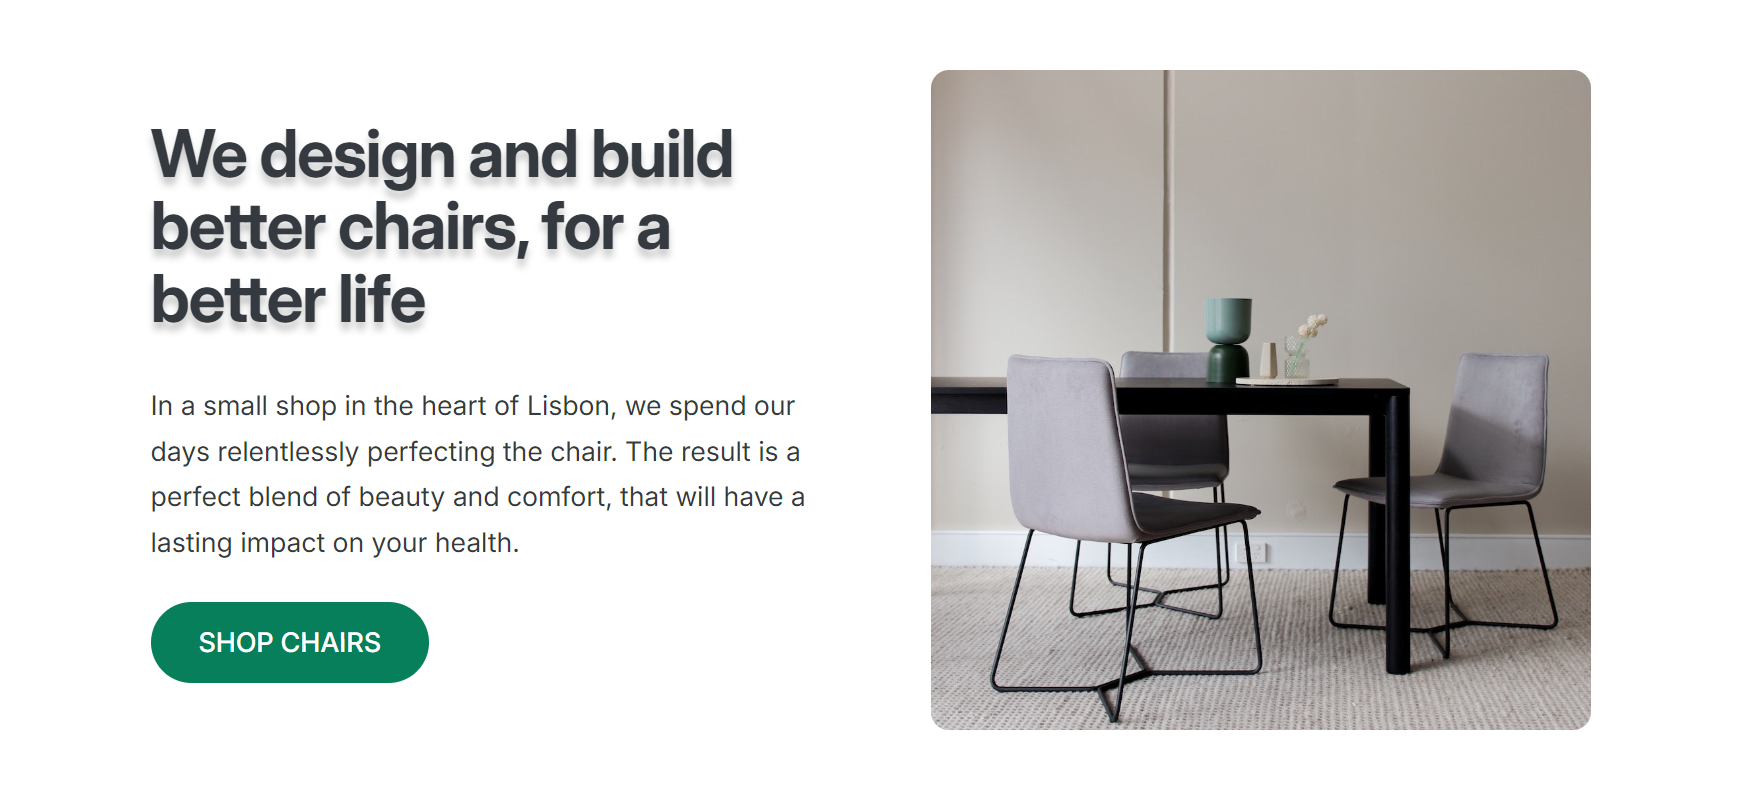 We design and build
better chairs, for a
better life
In a small shop in the heart of Lisbon, we spend our
days relentlessly perfecting the chair. The result is a
perfect blend of beauty and comfort, that will have a
lasting impact on your health.
SHOP CHAIRS